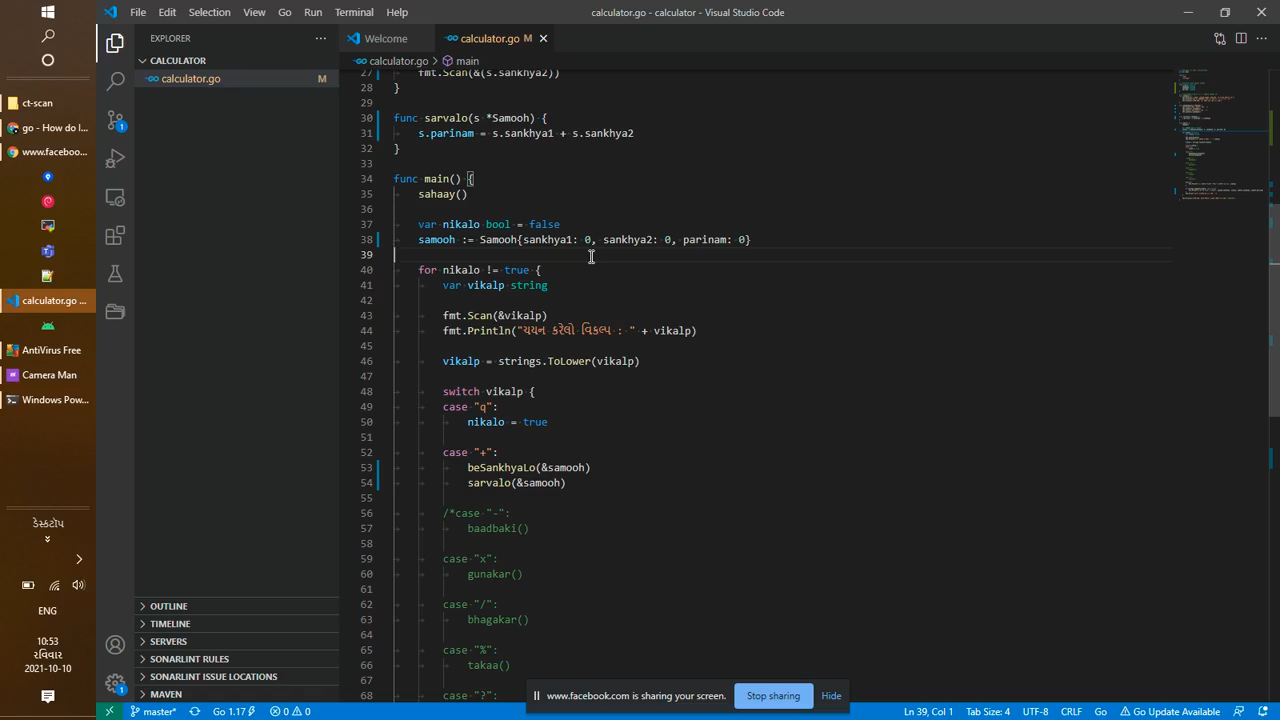 File Edit Selection View Go Run Terminal Help
calculator.go - calculator - Visual Studio Code
EXPLORER
CALCULATOR
calculator.go M
OUTLINE
TIMELINE
SERVERS
SONARLINT RULES
SONARLINT ISSUE LOCATIONS
MAVEN
ct-scan
go - How do I...
www.faceboo...
calculator.go ...
AntiVirus Free
Camera Man
Windows Pow...
ડેસ્કટોપ
ENG
10:53
રવિવાર
2021-10-10
Welcome
calculator.go M
calculator.go > main
27 fmt.Scan(&(s.sankhya2))
28 }
29
30 func sarvalo(s *Samooh) {
31 s.parinam = s.sankhya1 + s.sankhya2
32 }
33
34 func main() {
35 sahaay()
36
37 var nikalo bool = false
38 samooh := Samooh{sankhya1: 0, sankhya2: 0, parinam: 0}
39
40 for nikalo != true {
41 var vikalp string
42
43 fmt.Scan(&vikalp)
44 fmt.Println("ચયન કરેલો વિકલ્પ : " + vikalp)
45
46 vikalp = strings.ToLower(vikalp)
47
48 switch vikalp {
49 case "q":
50 nikalo = true
51
52 case "+":
53 beSankhyaLo(&samooh)
54 sarvalo(&samooh)
55
56 /*case "-":
57 baadbaki()
58
59 case "x":
60 gunakar()
61
62 case "/":
63 bhagakar()
64
65 case "%":
66 takaa()
67
68 case "?":
www.facebook.com is sharing your screen. Stop sharing Hide
master* Go 1.17 0 0 Ln 39, Col 1 Tab Size: 4 UTF-8 CRLF Go Go Update Available